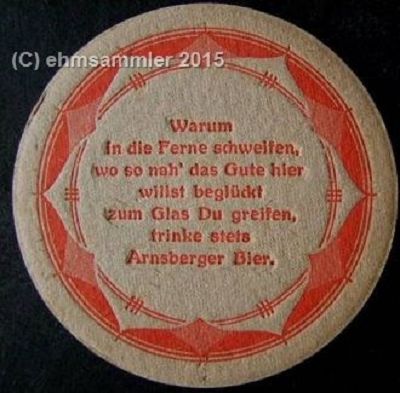 (C) ehmsammler 2015
Warum
in die Ferne schweifen,
wo so nah' das Gute hier
willst beglückt
zum Glas Du greifen,
trinke stets
Arnsberger Bier.